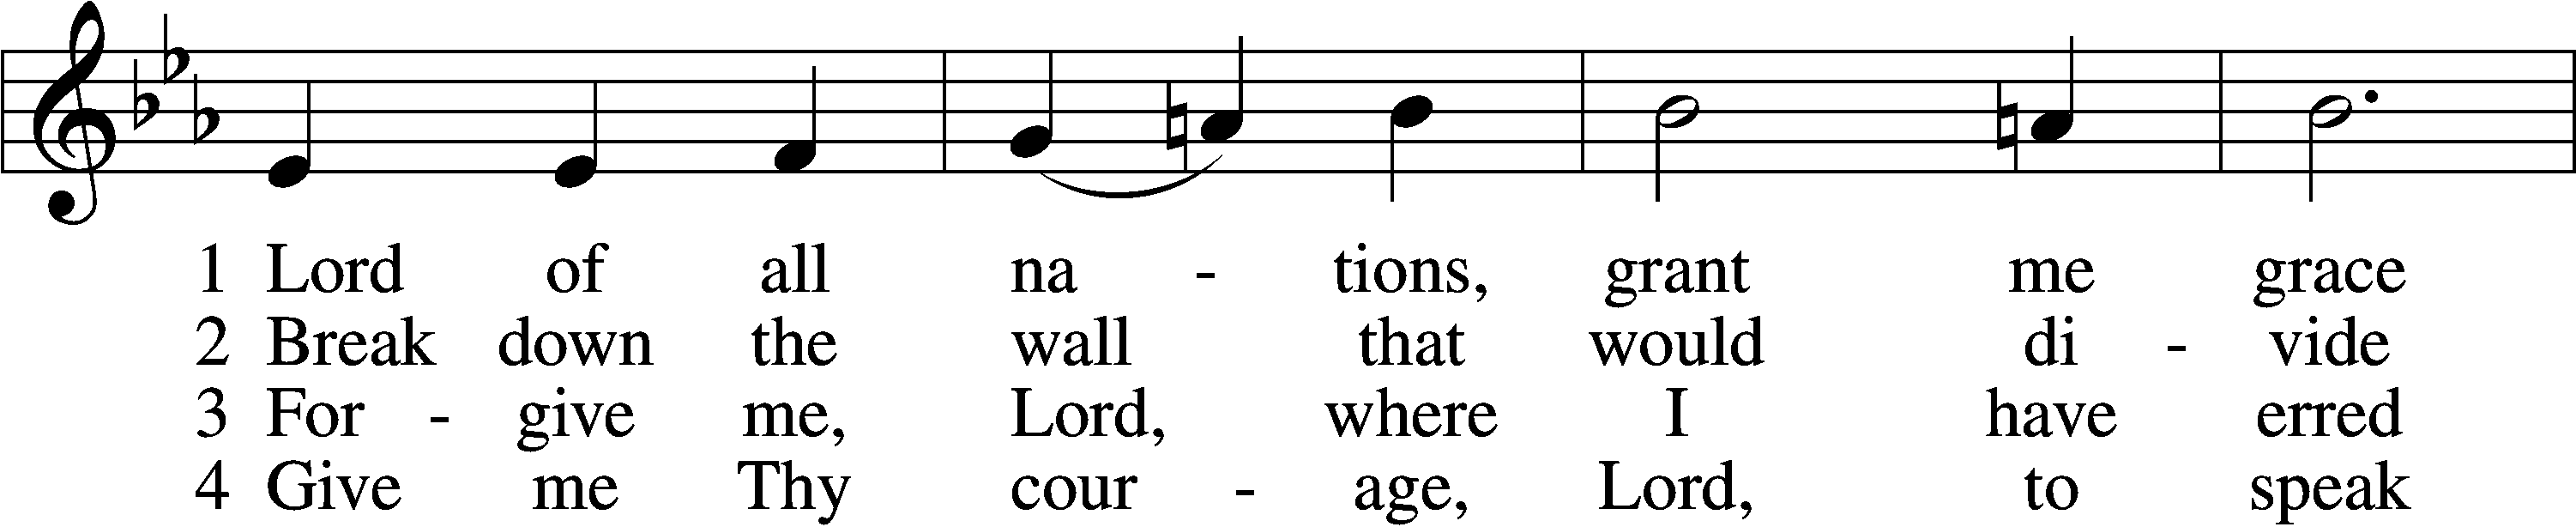 1 Lord of all na - tions, grant me grace
2 Break down the wall that would di - vide
3 For - give me, Lord, where I have erred
4 Give me Thy cour - age, Lord, to speak